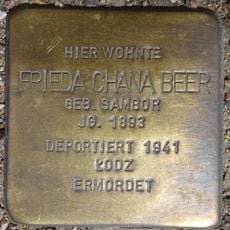 HIER WOHNTE
FRIEDA CHANA BEER
GEB. SAMBOR
JG. 1893
DEPORTIERT 1941
ŁODZ
ERMORDET